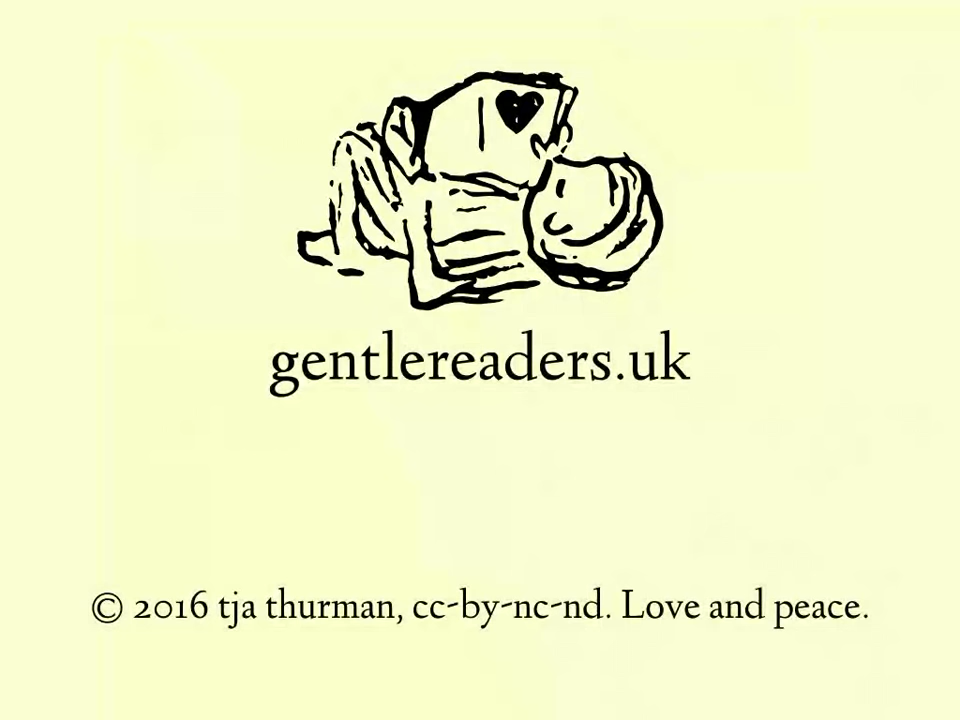 gentlereaders.uk
© 2016 tja thurman, cc-by-nc-nd. Love and peace.